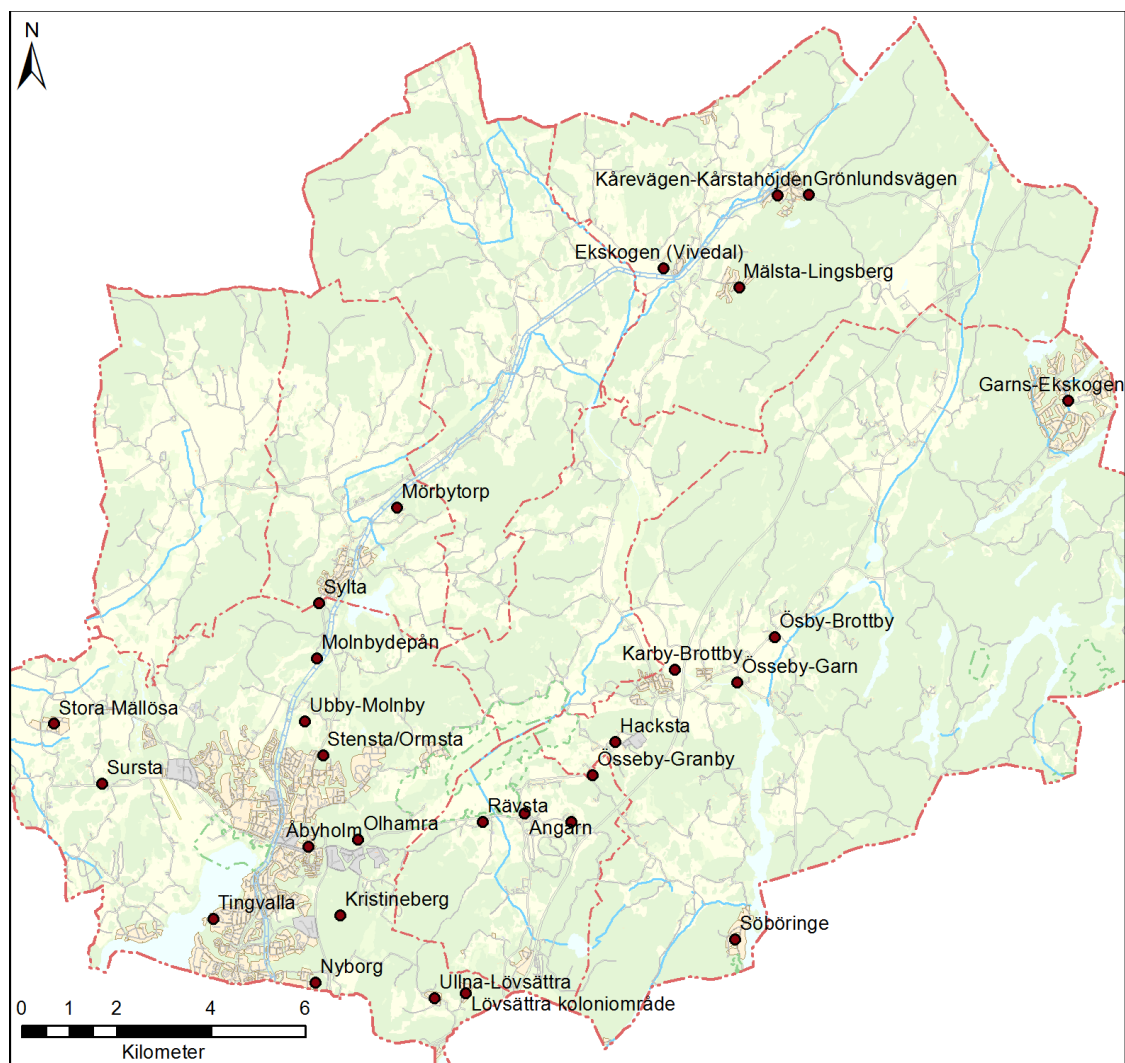 N
Kårevägen-Kårstahöjden
Grönlundsvägen
Ekskogen (Vivedal)
Mälsta-Lingsberg
Garns-Ekskogen
Mörbytorp
Sylta
Ösby-Brottby
Molnbydepån
Karby-Brottby
Össeby-Garn
Stora Mällösa
Ubby-Molnby
Hacksta
Stensta/Ormsta
Össeby-Granby
Sursta
Rävsta
Olhamra
Angarn
Åbyholm
Tingvalla
Kristineberg
Söböringe
Nyborg
Ullna-Lövsättra
Lövsättra koloniområde
0 1 2 4 6
Kilometer